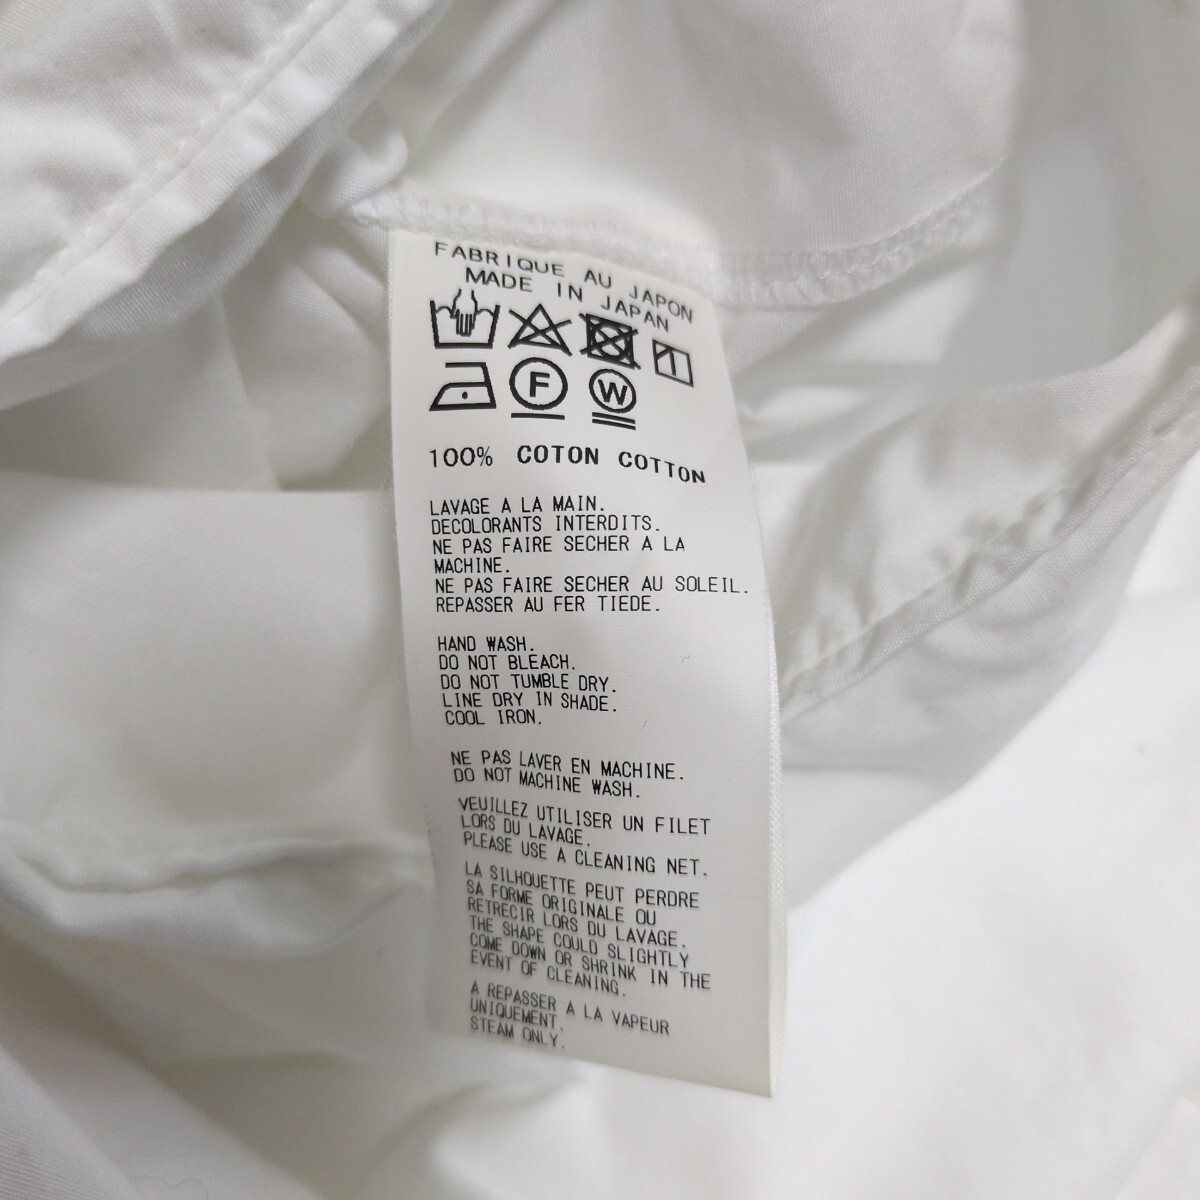 FABRIQUE AU JAPON
MADE IN JAPAN
F
W
100% COTON COTTON
LAVAGE A LA MAIN.
DECOLORANTS INTERDITS.
NE PAS FAIRE SECHER A LA
MACHINE.
NE PAS FAIRE SECHER AU SOLEIL.
REPASSER AU FER TIEDE.
HAND WASH.
DO NOT BLEACH.
DO NOT TUMBLE DRY.
LINE DRY IN SHADE.
COOL IRON.
NE PAS LAVER EN MACHINE.
DO NOT MACHINE WASH.
VEUILLEZ UTILISER UN FILET
LORS DU LAVAGE.
PLEASE USE A CLEANING NET.
LA SILHOUETTE PEUT PERDRE
SA FORME ORIGINALE OU
RETRECIR LORS DU LAVAGE.
THE SHAPE COULD SLIGHTLY
COME DOWN OR SHRINK IN THE
EVENT OF CLEANING.
A REPASSER A LA VAPEUR
UNIQUEMENT.
STEAM ONLY.